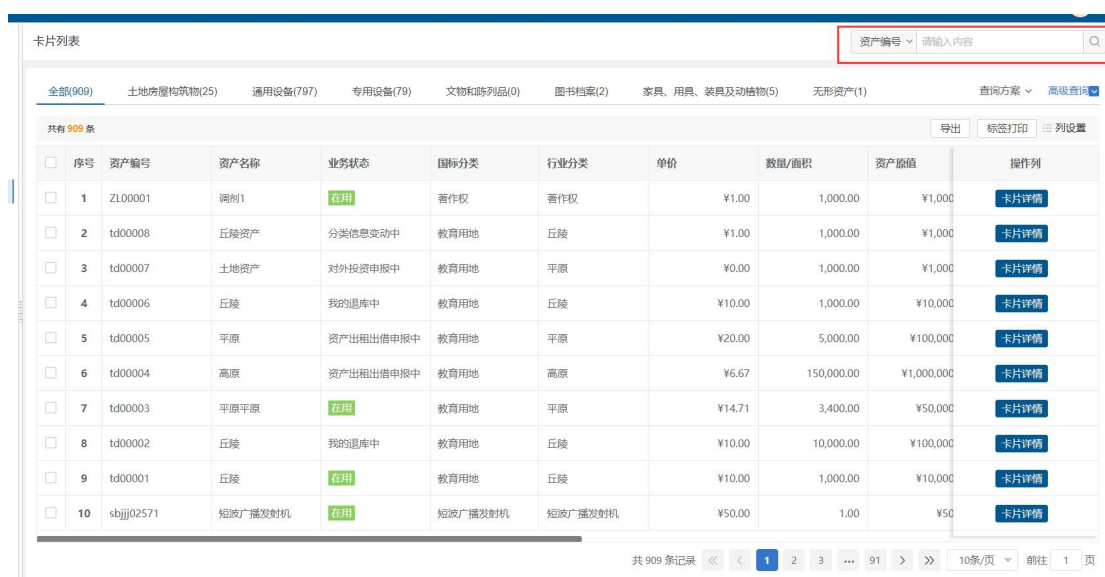 卡片列表 资产编号 请输入内容
全部(909) 土地房屋构筑物(25) 通用设备(797) 专用设备(79) 文物和陈列品(0) 图书档案(2) 家具、用具、装具及动植物(5) 无形资产(1) 查询方案 高级查询
共有 909 条 导出 标签打印 列设置
序号 资产编号 资产名称 业务状态 国标分类 行业分类 单价 数量/面积 资产原值 操作列
1 ZL00001 调剂1 在用 著作权 著作权 ¥1.00 1,000.00 ¥1,000 卡片详情
2 td00008 丘陵资产 分类信息变动中 教育用地 丘陵 ¥1.00 1,000.00 ¥1,000 卡片详情
3 td00007 土地资产 对外投资申报中 教育用地 平原 ¥0.00 1,000.00 ¥1,000 卡片详情
4 td00006 丘陵 我的退库中 教育用地 丘陵 ¥10.00 1,000.00 ¥10,000 卡片详情
5 td00005 平原 资产出租出借申报中 教育用地 平原 ¥20.00 5,000.00 ¥100,000 卡片详情
6 td00004 高原 资产出租出借申报中 教育用地 高原 ¥6.67 150,000.00 ¥1,000,000 卡片详情
7 td00003 平原平原 在用 教育用地 平原 ¥14.71 3,400.00 ¥50,000 卡片详情
8 td00002 丘陵 我的退库中 教育用地 丘陵 ¥10.00 10,000.00 ¥100,000 卡片详情
9 td00001 丘陵 在用 教育用地 丘陵 ¥10.00 1,000.00 ¥10,000 卡片详情
10 sbjjj02571 短波广播发射机 在用 短波广播发射机 短波广播发射机 ¥50.00 1.00 ¥50 卡片详情
共 909 条记录 1 2 3 ••• 91 10条/页 前往 1 页